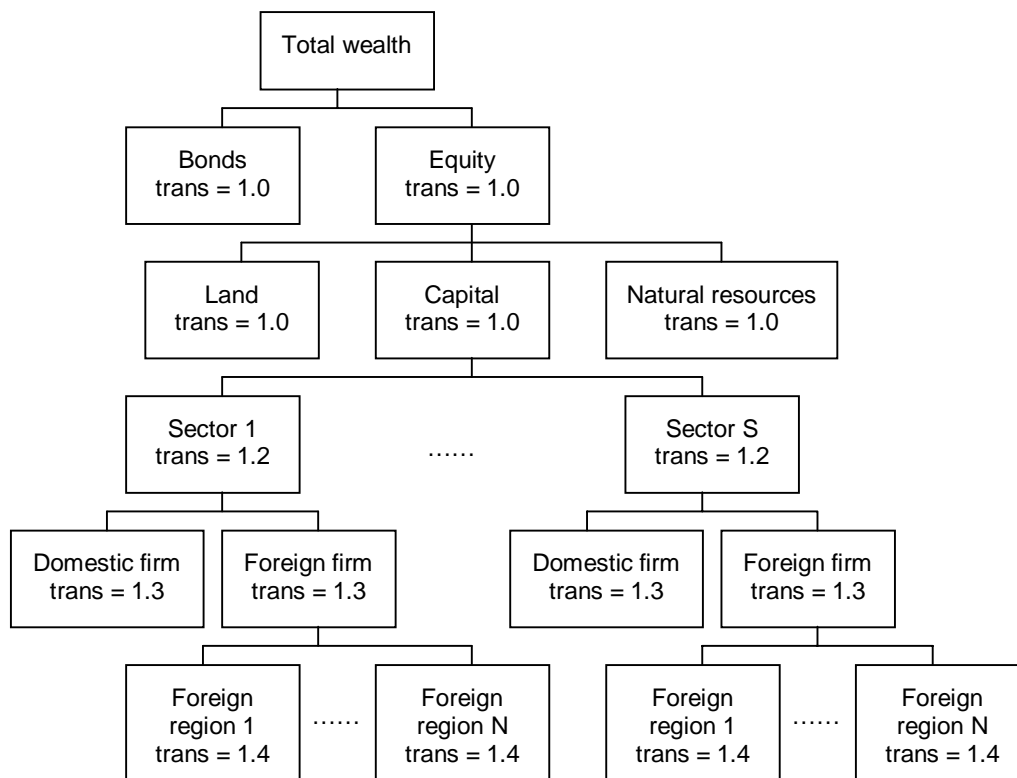 Total wealth
Bonds
trans = 1.0
Equity
trans = 1.0
Land
trans = 1.0
Capital
trans = 1.0
Natural resources
trans = 1.0
Sector 1
trans = 1.2
……
Sector S
trans = 1.2
Domestic firm
trans = 1.3
Foreign firm
trans = 1.3
Domestic firm
trans = 1.3
Foreign firm
trans = 1.3
Foreign
region 1
trans = 1.4
……
Foreign
region N
trans = 1.4
Foreign
region 1
trans = 1.4
……
Foreign
region N
trans = 1.4